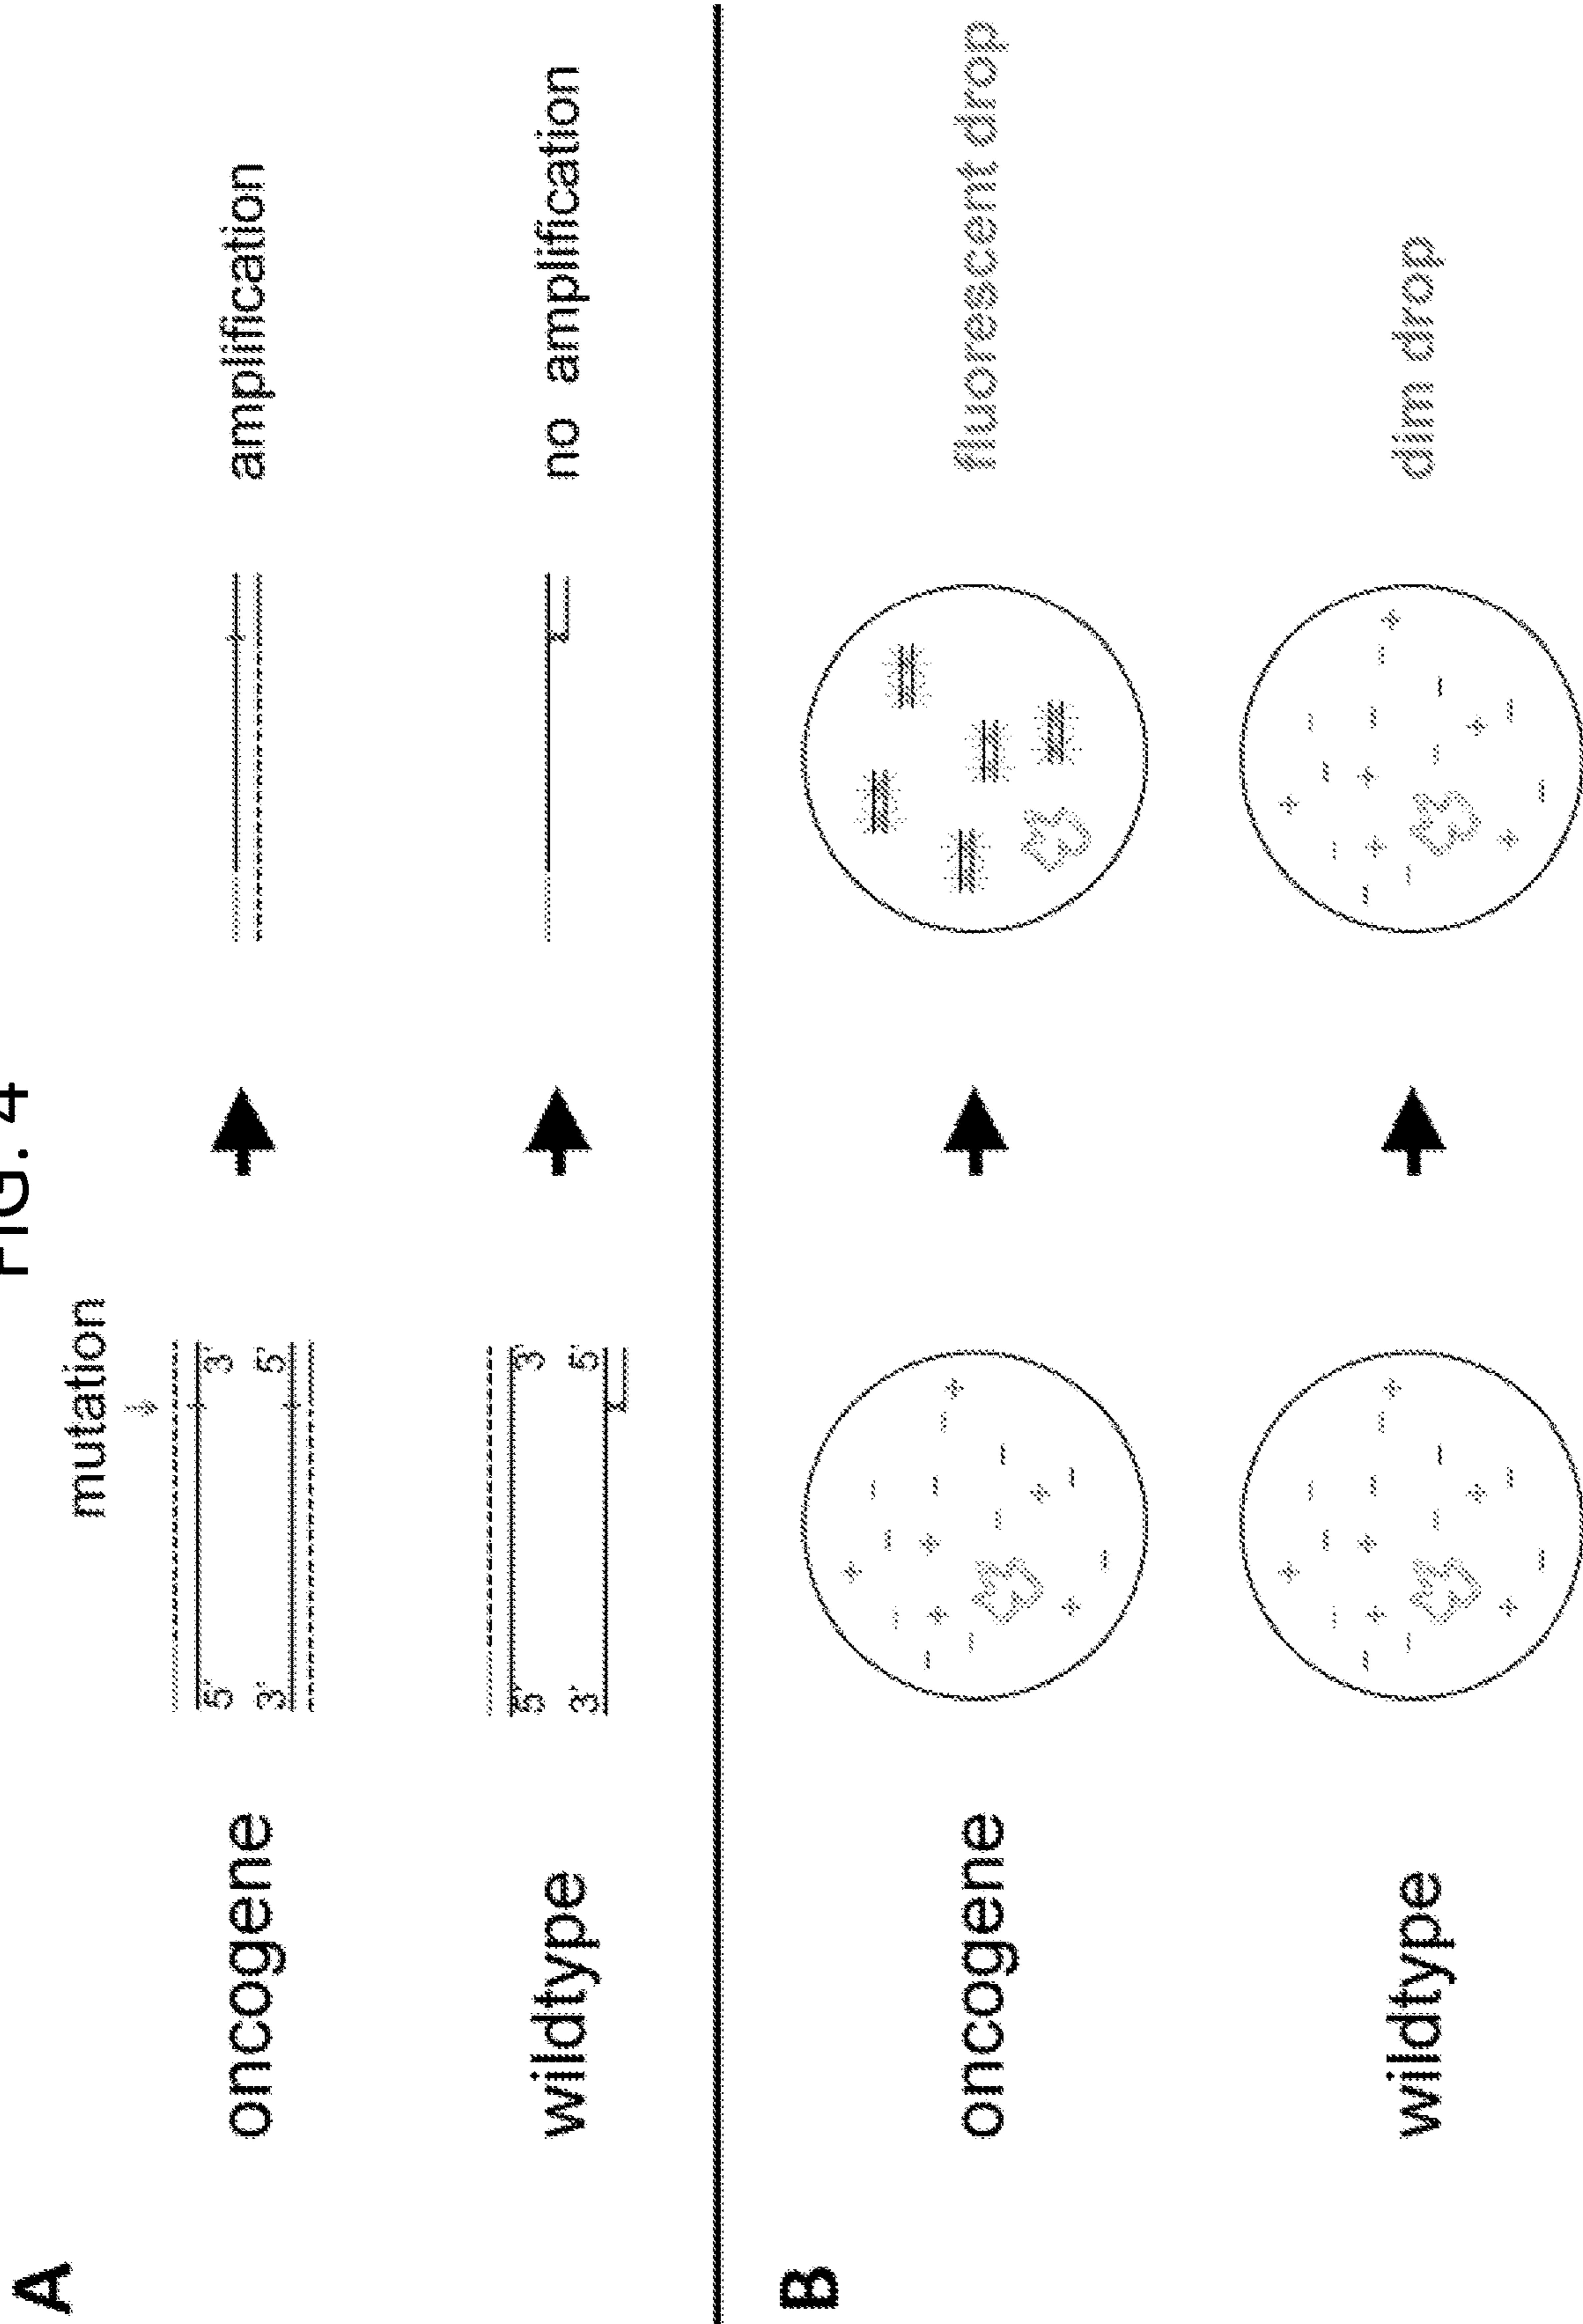 FIG. 4
A
mutation
oncogene
5'
3'
3'
5'
amplification
wildtype
5'
3'
3'
5'
no amplification
B
oncogene
fluorescent drop
wildtype
dim drop